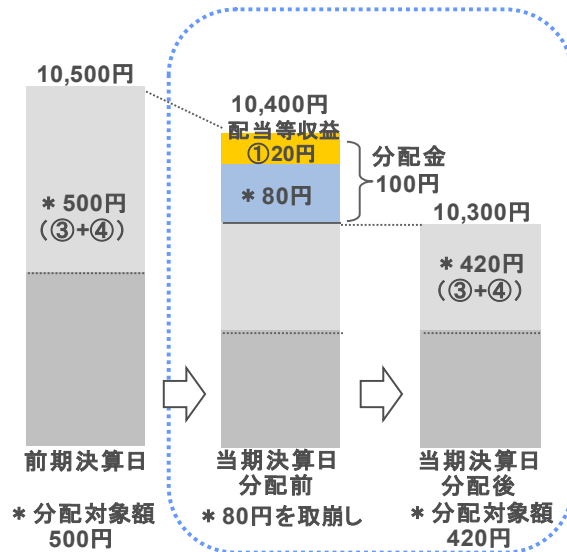 10,500円
＊500円
（③+④）
前期決算日
＊分配対象額
500円
10,400円
配当等収益
①20円
＊80円
分配金
100円
当期決算日
分配前
＊80円を取崩し
10,300円
＊420円
（③+④）
当期決算日
分配後
＊分配対象額
420円